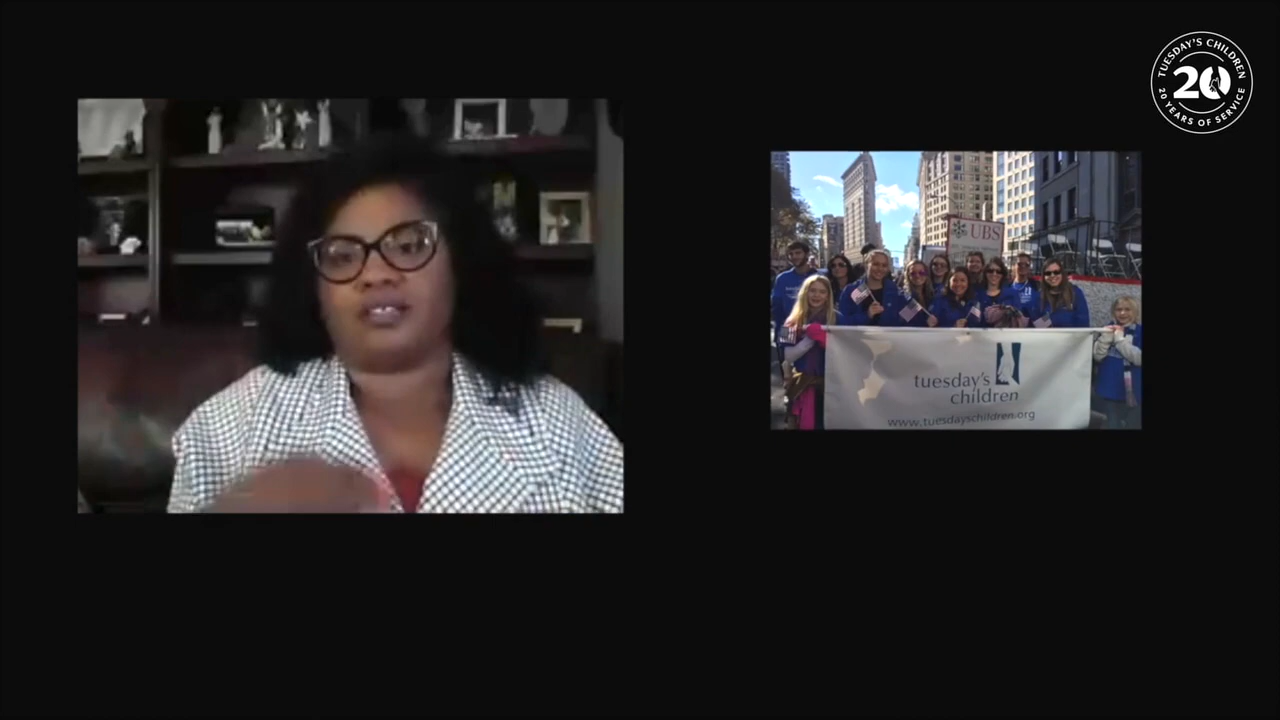 TUESDAY'S CHILDREN
20
20 YEARS OF SERVICE
UBS
tuesday's
children
www.tuesdayschildren.org